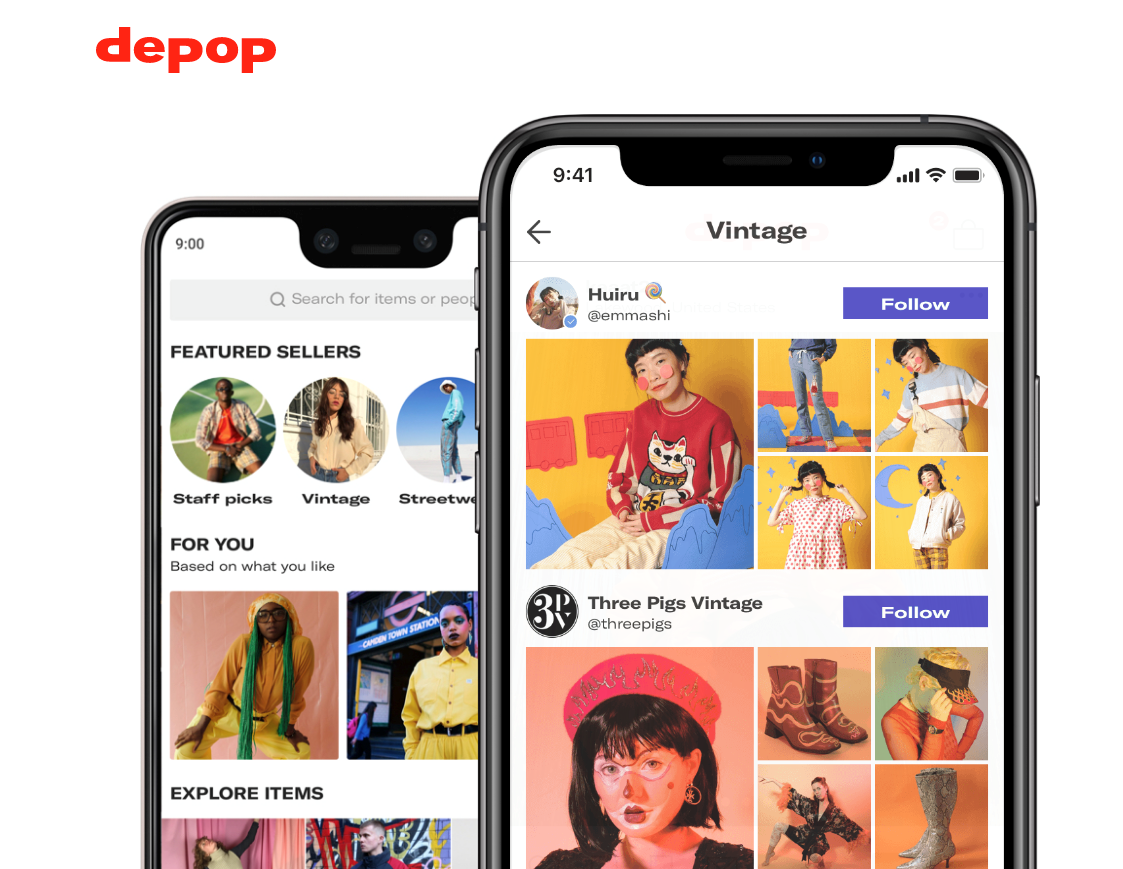 depop
9:00
Search for items or peop
FEATURED SELLERS
Staff picks
Vintage
Streetwe
FOR YOU
Based on what you like
CAMDEN TOWN STATION
EXPLORE ITEMS
9:41
Vintage
Huiru
@emmashi
Follow
Three Pigs Vintage
@threepigs
Follow